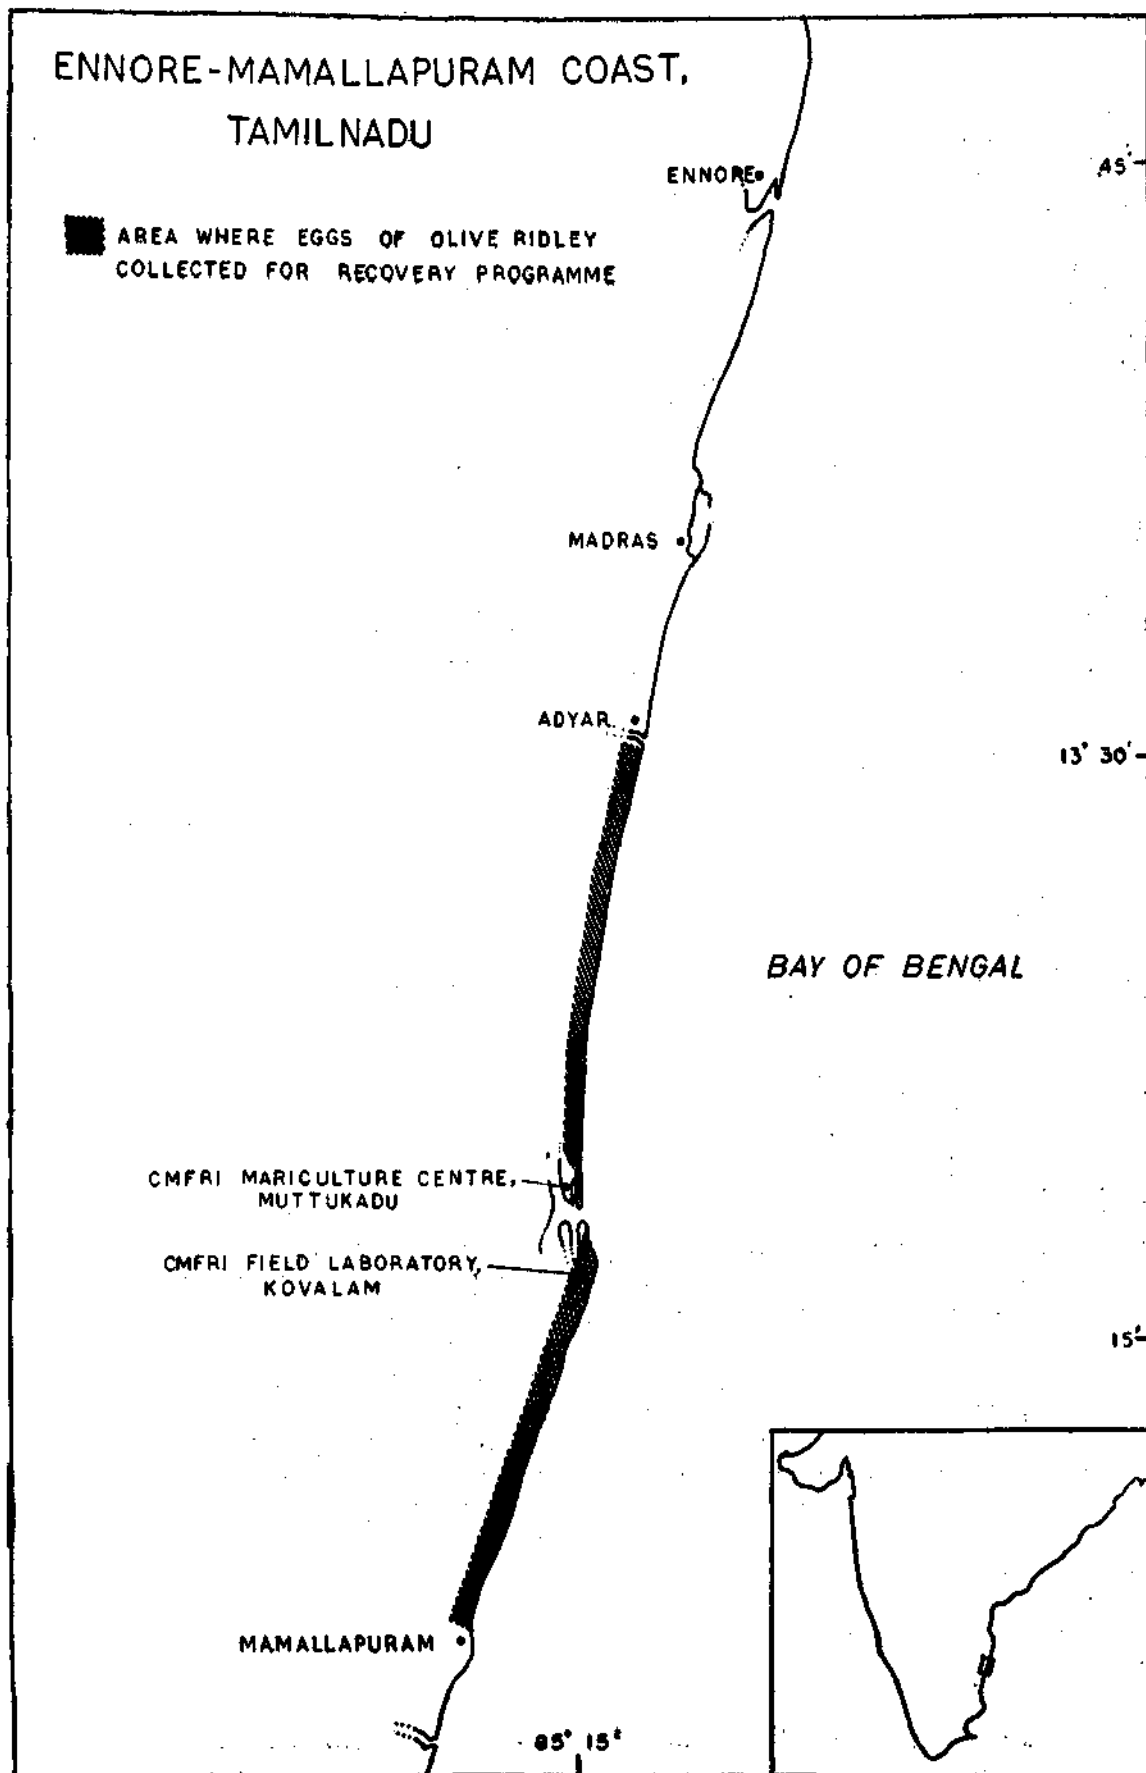 ENNORE-MAMALLAPURAM COAST,
TAMILNADU
AREA WHERE EGGS OF OLIVE RIDLEY
COLLECTED FOR RECOVERY PROGRAMME
ENNORE
45'
MADRAS
ADYAR
13° 30'
BAY OF BENGAL
CMFRI MARICULTURE CENTRE,
MUTTUKADU
CMFRI FIELD LABORATORY,
KOVALAM
15'
MAMALLAPURAM
85° 15'